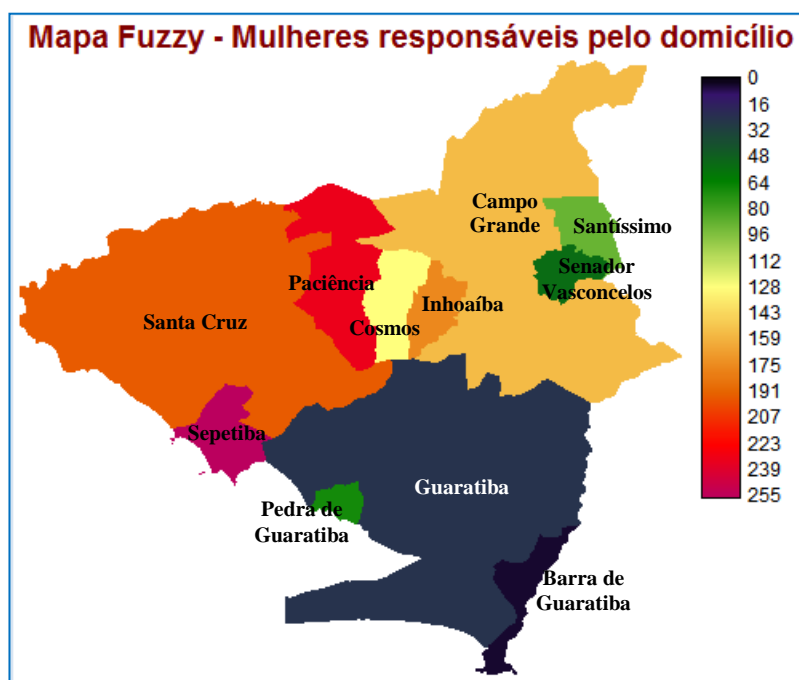 Mapa Fuzzy - Mulheres responsáveis pelo domicílio
0
16
32
48
64
80
96
112
128
143
159
175
191
207
223
239
255
Campo
Grande
Santíssimo
Senador
Vasconcelos
Paciência
Inhoaíba
Cosmos
Santa Cruz
Sepetiba
Guaratiba
Pedra de
Guaratiba
Barra de
Guaratiba